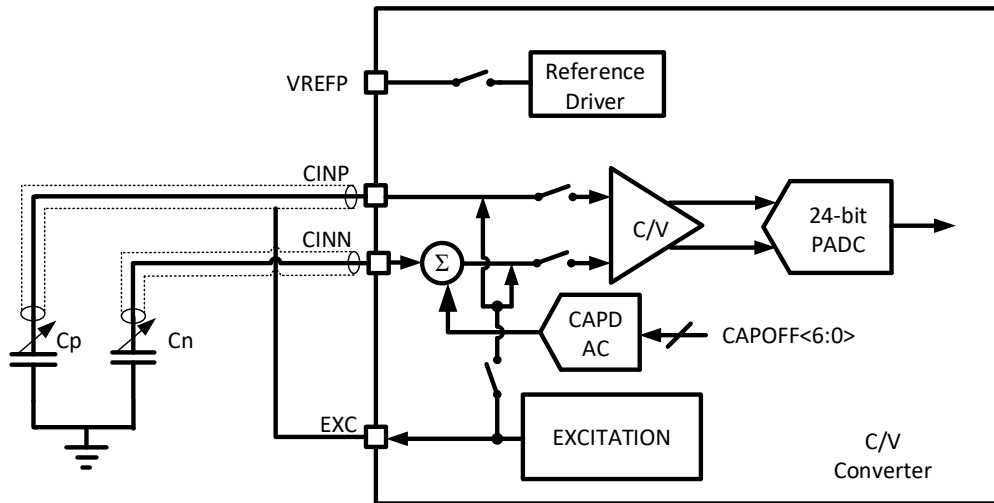 VREFP
Reference
Driver
CINP
C/V
24-bit
PADC
CINN
Σ
CAPD
AC
CAPOFF<6:0>
Cp
Cn
EXC
EXCITATION
C/V
Converter